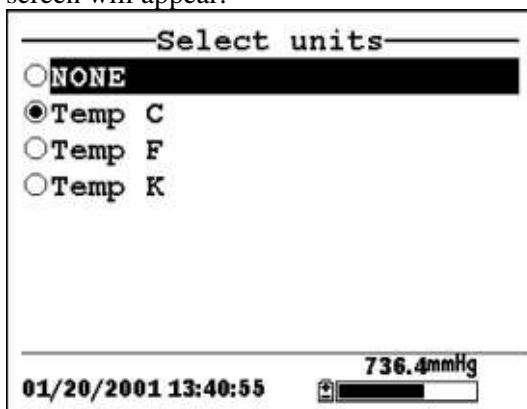 screen will appear.
Select units
NONE
Temp C
Temp F
Temp K
736.4mmHg
01/20/2001 13:40:55